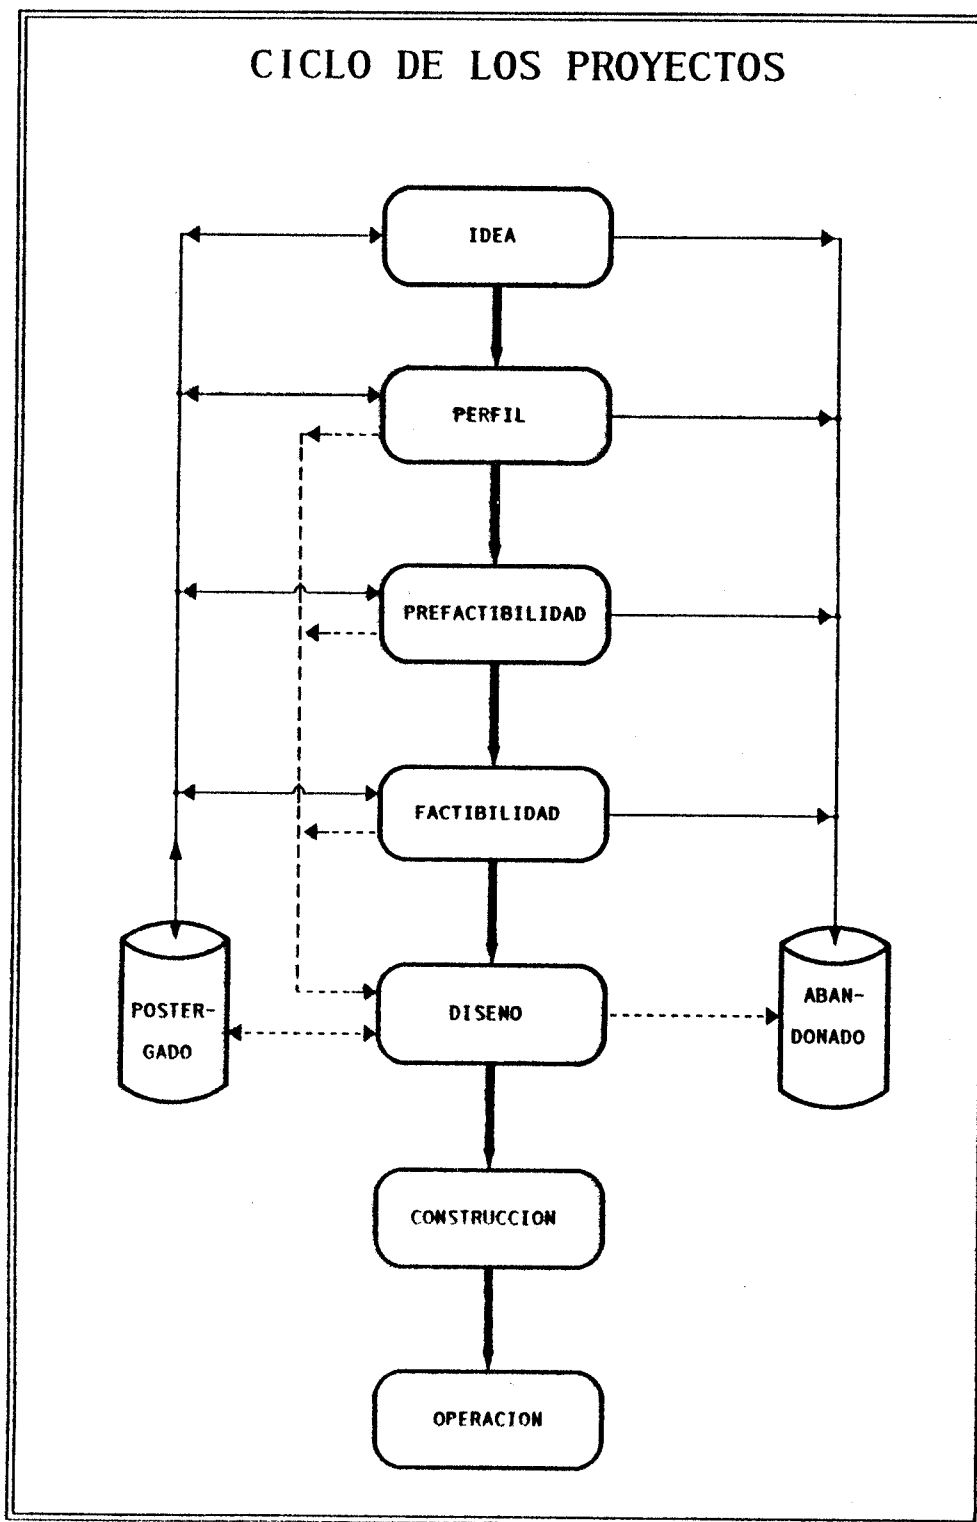 CICLO DE LOS PROYECTOS
IDEA
PERFIL
PREFACTIBILIDAD
FACTIBILIDAD
POSTER-
GADO
DISENO
ABAN-
DONADO
CONSTRUCCION
OPERACION